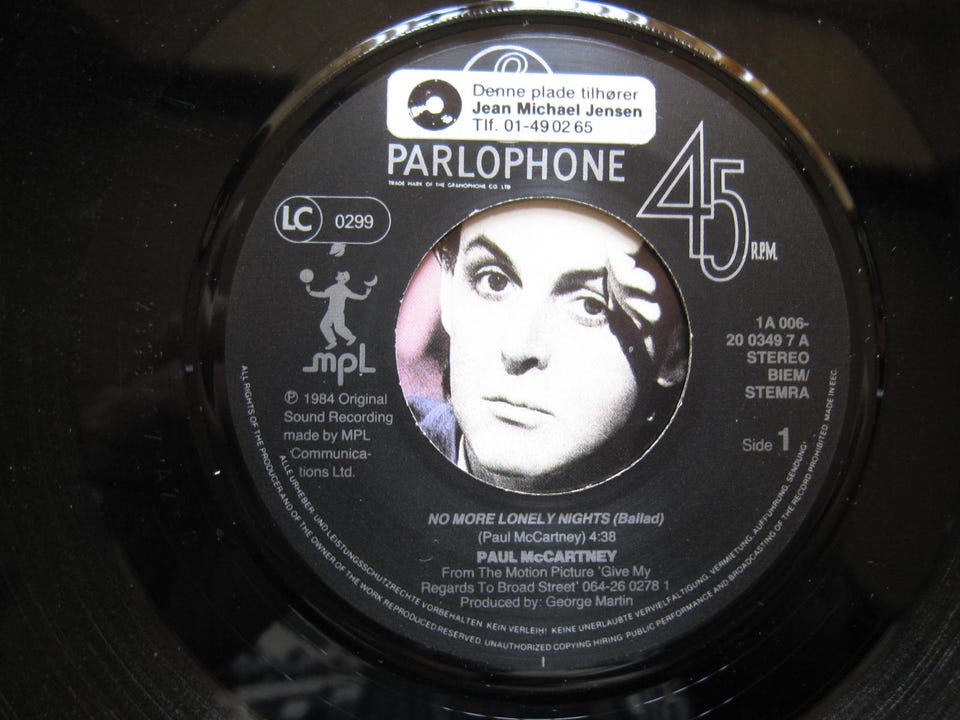 Denne plade tilhører
Jean Michael Jensen
Tlf. 01-49 02 65
PARLOPHONE
TRADE MARK OF THE GRAMOPHONE CO LTD
45
R.P.M.
LC 0299
mpl
1A 006-
20 0349 7 A
STEREO
BIEM/
STEMRA
Side 1
℗ 1984 Original
Sound Recording
made by MPL
Communica-
tions Ltd.
NO MORE LONELY NIGHTS (Ballad)
(Paul McCartney) 4:38
PAUL McCARTNEY
From The Motion Picture 'Give My
Regards To Broad Street' 064-26 0278 1
Produced by: George Martin
ALLE URHEBER- UND LEISTUNGSSCHUTZRECHTE VORBEHALTEN. KEIN VERLEIH! KEINE UNERLAUBTE VERVIELFÄLTIGUNG, VERMIETUNG, AUFFÜHRUNG, SENDUNG!
ALL RIGHTS OF THE PRODUCER AND OF THE OWNER OF THE WORK REPRODUCED RESERVED. UNAUTHORIZED COPYING HIRING PUBLIC PERFORMANCE AND BROADCASTING OF THE RECORD PROHIBITED. MADE IN EEC.